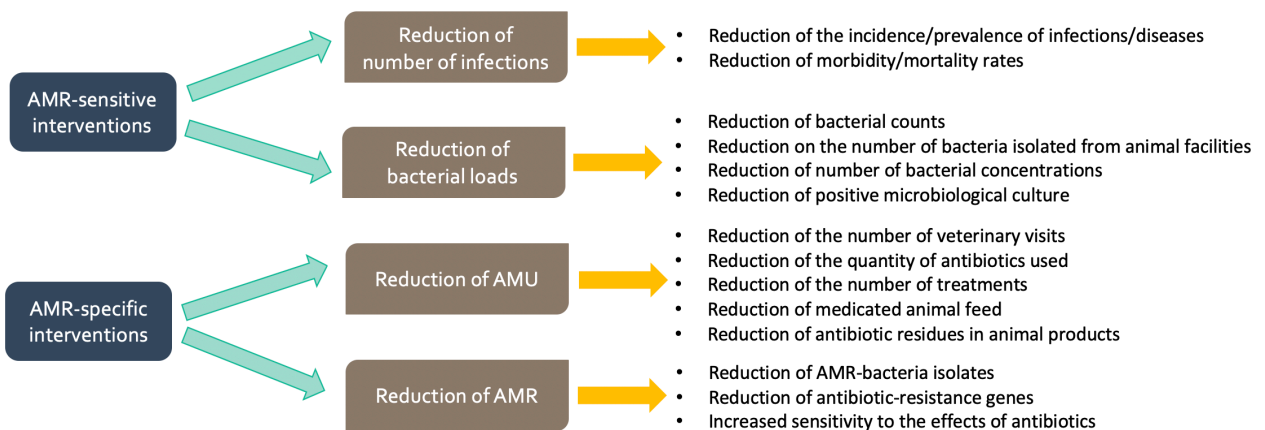 Reduction of
number of infections
• Reduction of the incidence/prevalence of infections/diseases
• Reduction of morbidity/mortality rates
AMR-sensitive
interventions
Reduction of
bacterial loads
• Reduction of bacterial counts
• Reduction on the number of bacteria isolated from animal facilities
• Reduction of number of bacterial concentrations
• Reduction of positive microbiological culture
AMR-specific
interventions
Reduction of AMU
• Reduction of the number of veterinary visits
• Reduction of the quantity of antibiotics used
• Reduction of the number of treatments
• Reduction of medicated animal feed
• Reduction of antibiotic residues in animal products
Reduction of AMR
• Reduction of AMR-bacteria isolates
• Reduction of antibiotic-resistance genes
• Increased sensitivity to the effects of antibiotics